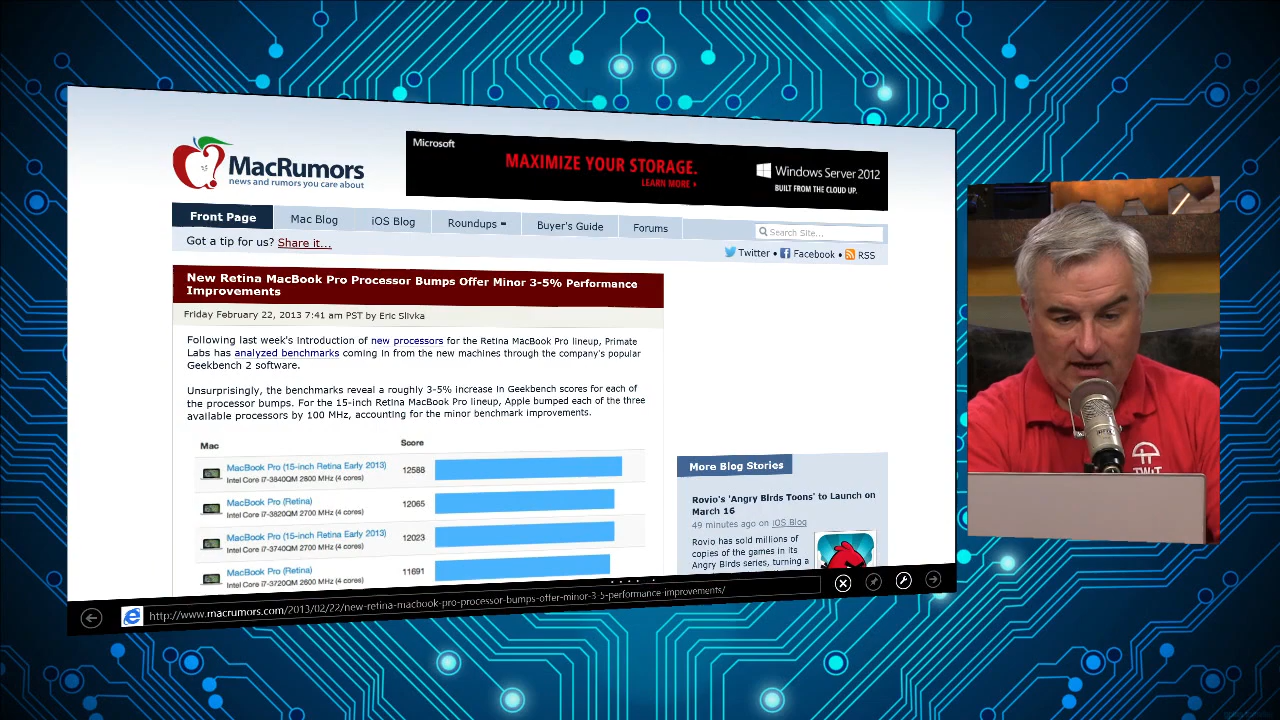 MacRumors
news and rumors you care about
Microsoft
MAXIMIZE YOUR STORAGE.
LEARN MORE
Windows Server 2012
BUILT FROM THE CLOUD UP.
Front Page
Mac Blog
iOS Blog
Roundups
Buyer's Guide
Forums
Search Site...
Got a tip for us? Share it...
Twitter • Facebook • RSS
New Retina MacBook Pro Processor Bumps Offer Minor 3-5% Performance
Improvements
Friday February 22, 2013 7:41 am PST by Eric Slivka
Following last week's introduction of new processors for the Retina MacBook Pro lineup, Primate
Labs has analyzed benchmarks coming in from the new machines through the company's popular
Geekbench 2 software.
Unsurprisingly, the benchmarks reveal a roughly 3-5% increase in Geekbench scores for each of
the processor bumps. For the 15-inch Retina MacBook Pro lineup, Apple bumped each of the three
available processors by 100 MHz, accounting for the minor benchmark improvements.
Mac Score
MacBook Pro (15-inch Retina Early 2013) 12588
Intel Core i7-3840QM 2800 MHz (4 cores)
MacBook Pro (Retina) 12065
Intel Core i7-3820QM 2700 MHz (4 cores)
MacBook Pro (15-inch Retina Early 2013) 12023
Intel Core i7-3740QM 2700 MHz (4 cores)
MacBook Pro (Retina) 11691
Intel Core i7-3720QM 2600 MHz (4 cores)
More Blog Stories
Rovio's 'Angry Birds Toons' to Launch on
March 16
49 minutes ago on iOS Blog
Rovio has sold millions of
copies of the games in its
Angry Birds series, turning a
http://www.macrumors.com/2013/02/22/new-retina-macbook-pro-processor-bumps-offer-minor-3-5-performance-improvements/
TWiT